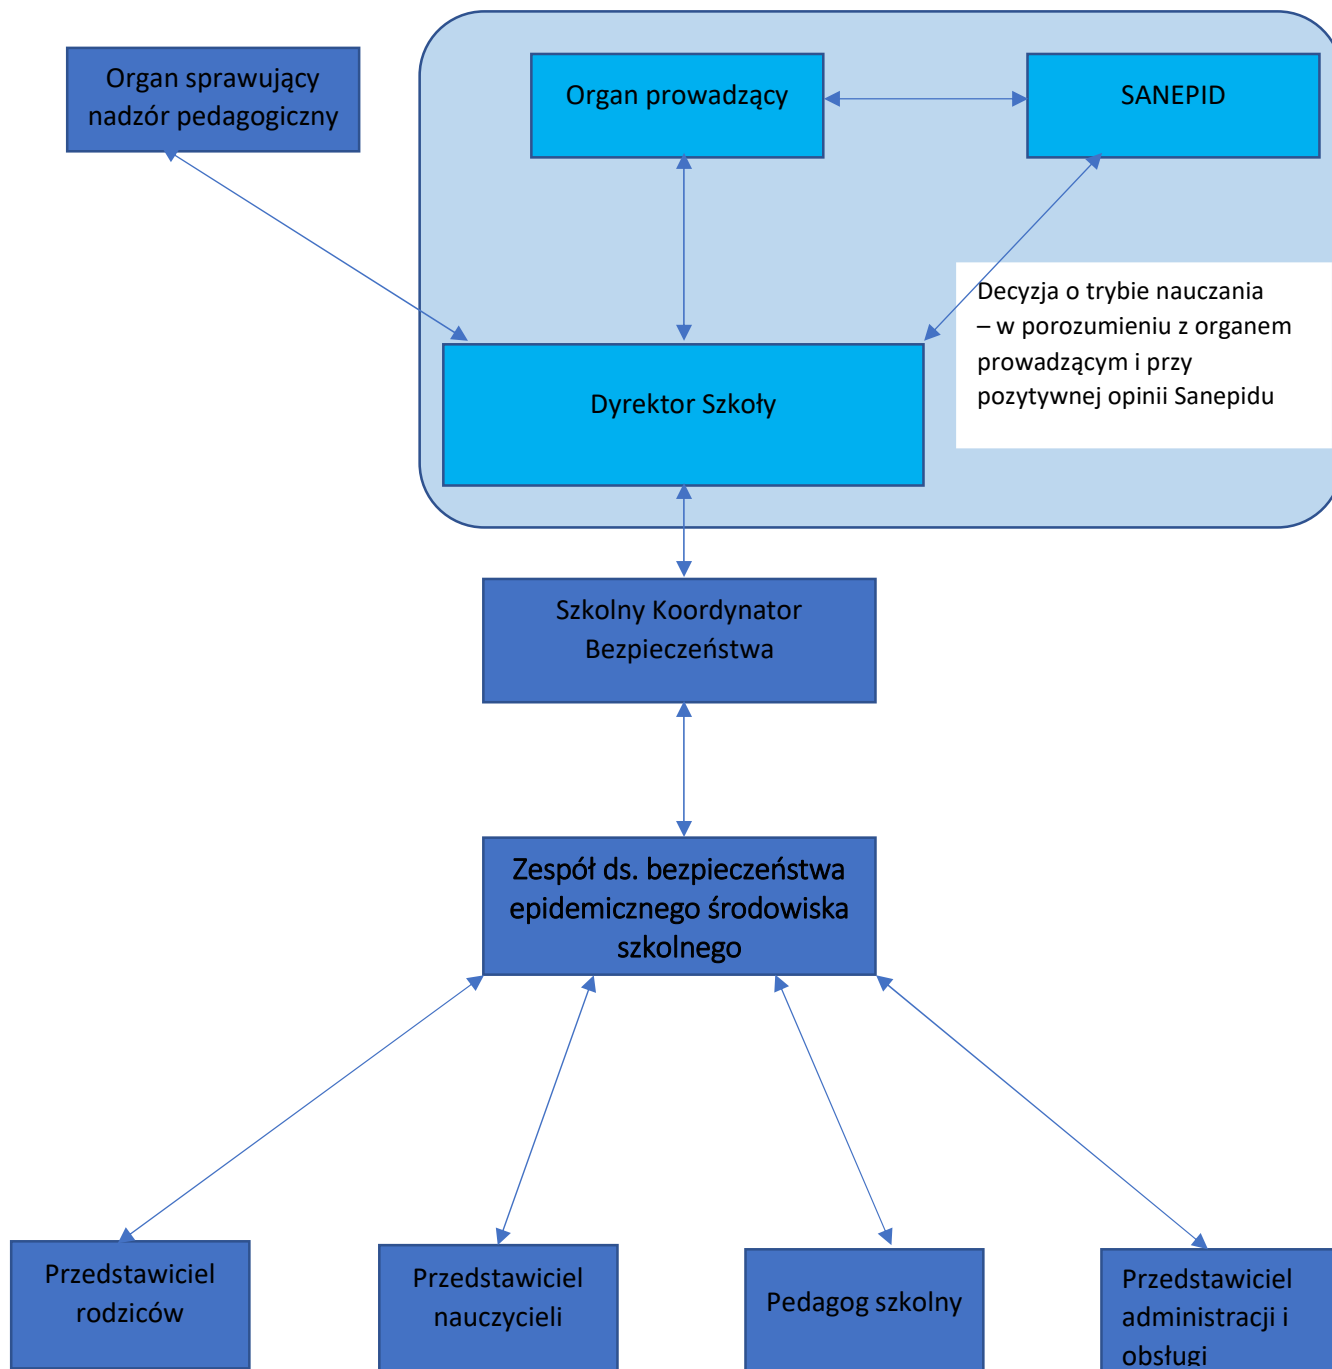 Organ sprawujący
nadzór pedagogiczny
Organ prowadzący
SANEPID
Decyzja o trybie nauczania
– w porozumieniu z organem
prowadzącym i przy
pozytywnej opinii Sanepidu
Dyrektor Szkoły
Szkolny Koordynator
Bezpieczeństwa
Zespół ds. bezpieczeństwa
epidemicznego środowiska
szkolnego
Przedstawiciel
rodziców
Przedstawiciel
nauczycieli
Pedagog szkolny
Przedstawiciel
administracji i
obsługi